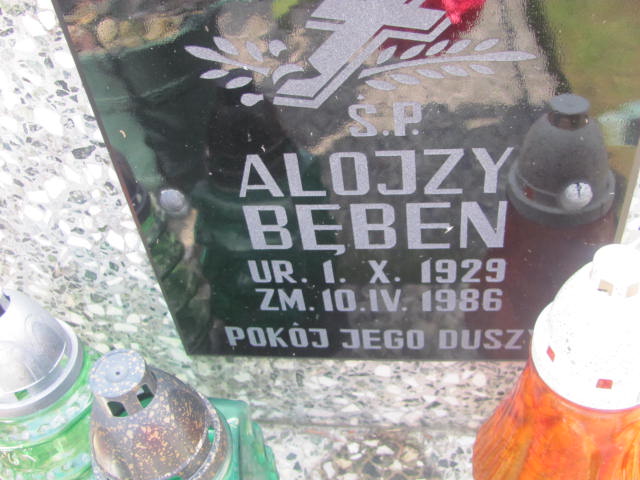 Ś.P.
ALOJZY
BĘBEN
UR. 1. X. 1929
ZM. 10. IV. 1986
POKÓJ JEGO DUSZY